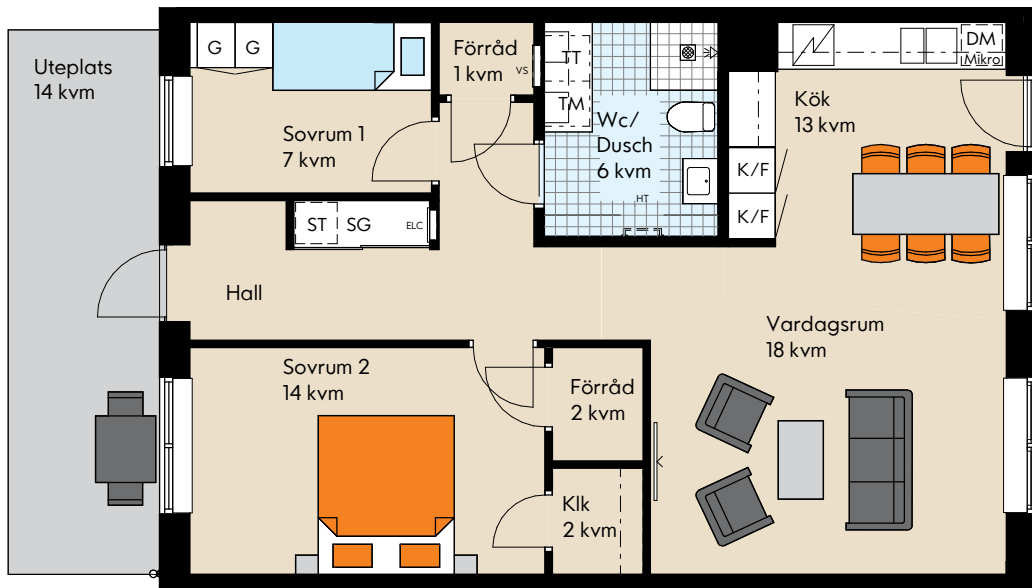 Uteplats
14 kvm
G
G
Sovrum 1
7 kvm
Förråd
1 kvm
VS
TT
TM
Wc/
Dusch
6 kvm
HT
DM
Mikro
Kök
13 kvm
K/F
K/F
ST
SG
ELC
Hall
Vardagsrum
18 kvm
Sovrum 2
14 kvm
Förråd
2 kvm
Klk
2 kvm